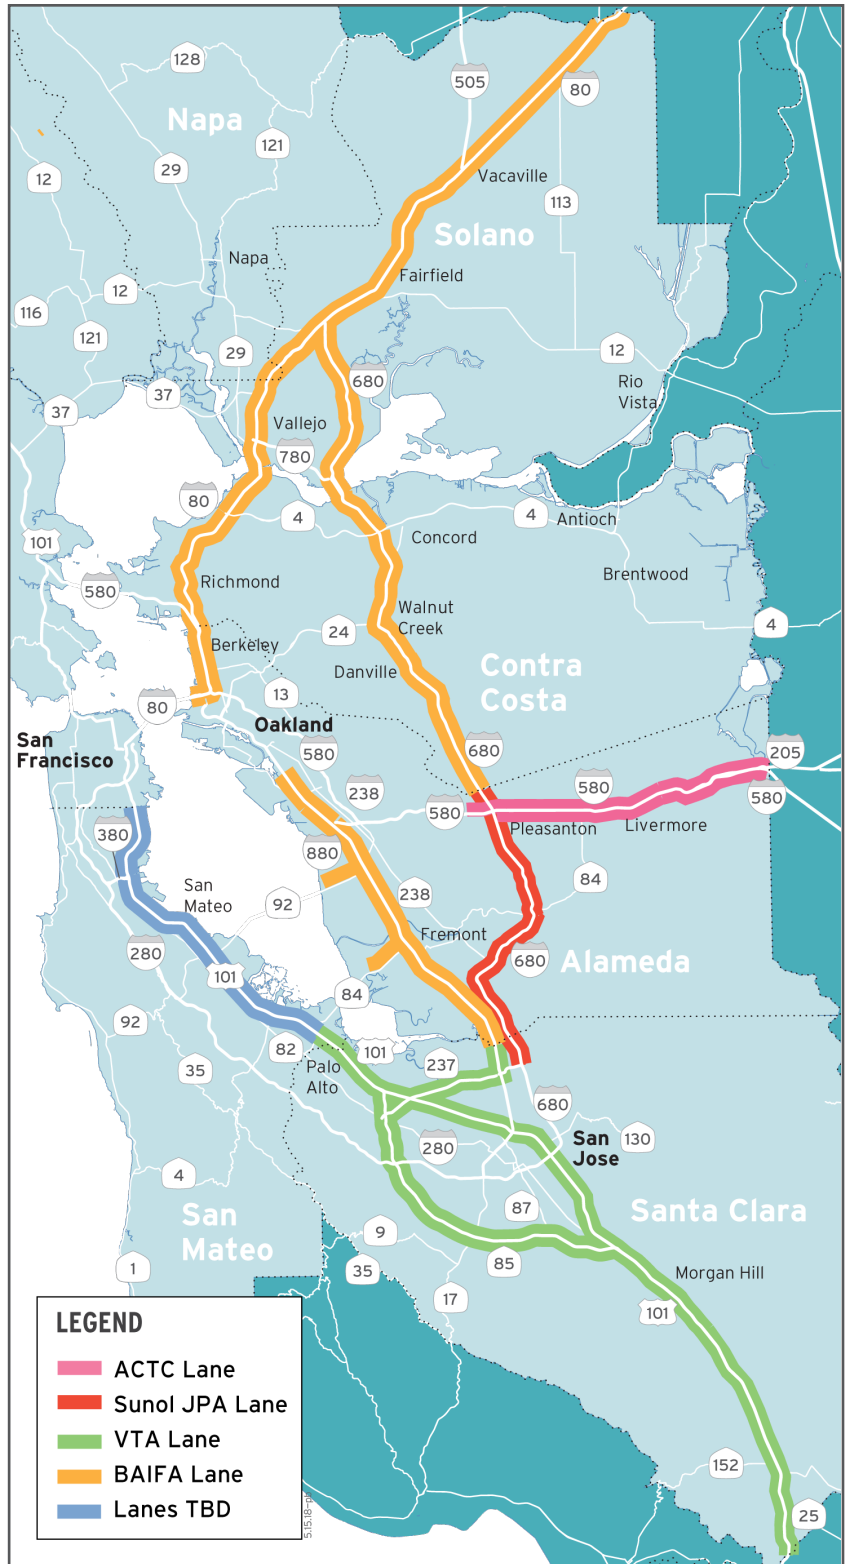 128
505
80
Napa
121
29
12
Vacaville
113
Solano
Napa
Fairfield
12
116
121
29
12
680
Rio
Vista
37
37
Vallejo
780
80
4
4
Antioch
101
Concord
Richmond
580
Brentwood
Walnut
Creek
24
4
Berkeley
Contra
Costa
Danville
13
80
Oakland
San
Francisco
580
680
205
238
580
580
580
Pleasanton
Livermore
380
880
84
San
Mateo
92
238
Fremont
280
680
Alameda
101
84
92
82
101
Palo
Alto
237
35
680
San
Jose
130
280
4
87
Santa Clara
San
Mateo
9
85
Morgan Hill
1
35
17
101
LEGEND
ACTC Lane
Sunol JPA Lane
VTA Lane
BAIFA Lane
Lanes TBD
152
25